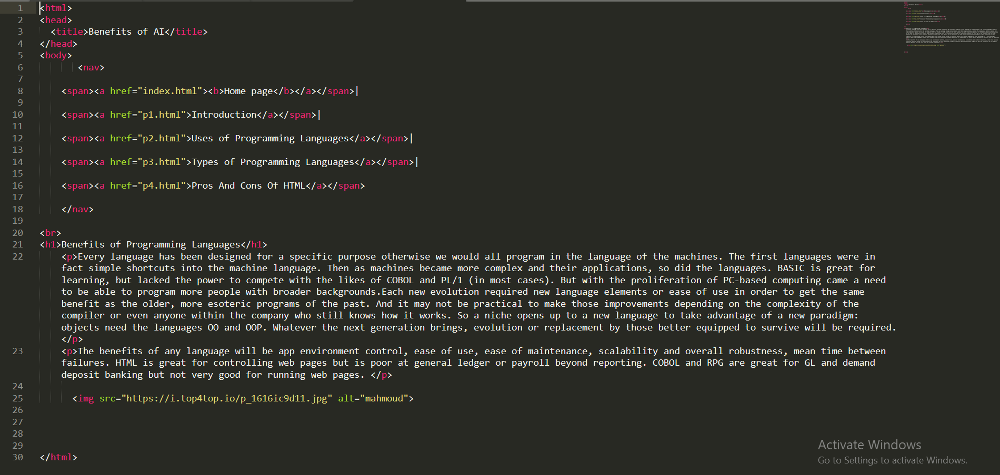 1 <html>
2 <head>
3 <title>Benefits of AI</title>
4 </head>
5 <body>
6 <nav>
7
8 <span><a href="index.html"><b>Home page</b></a></span>|
9
10 <span><a href="p1.html">Introduction</a></span>|
11
12 <span><a href="p2.html">Uses of Programming Languages</a></span>|
13
14 <span><a href="p3.html">Types of Programming Languages</a></span>|
15
16 <span><a href="p4.html">Pros And Cons Of HTML</a></span>
17
18 </nav>
19
20 <br>
21 <h1>Benefits of Programming Languages</h1>
22 <p>Every language has been designed for a specific purpose otherwise we would all program in the language of the machines. The first languages were in
fact simple shortcuts into the machine language. Then as machines became more complex and their applications, so did the languages. BASIC is great for
learning, but lacked the power to compete with the likes of COBOL and PL/1 (in most cases). But with the proliferation of PC-based computing came a need
to be able to program more people with broader backgrounds.Each new evolution required new language elements or ease of use in order to get the same
benefit as the older, more esoteric programs of the past. And it may not be practical to make those improvements depending on the complexity of the
compiler or even anyone within the company who still knows how it works. So a niche opens up to a new language to take advantage of a new paradigm:
objects need the languages OO and OOP. Whatever the next generation brings, evolution or replacement by those better equipped to survive will be required.
</p>
23 <p>The benefits of any language will be app environment control, ease of use, ease of maintenance, scalability and overall robustness, mean time between
failures. HTML is great for controlling web pages but is poor at general ledger or payroll beyond reporting. COBOL and RPG are great for GL and demand
deposit banking but not very good for running web pages. </p>
24
25 <img src="https://i.top4top.io/p_1616ic9d11.jpg" alt="mahmoud">
26
27
28
29
30 </html>
Activate Windows
Go to Settings to activate Windows.